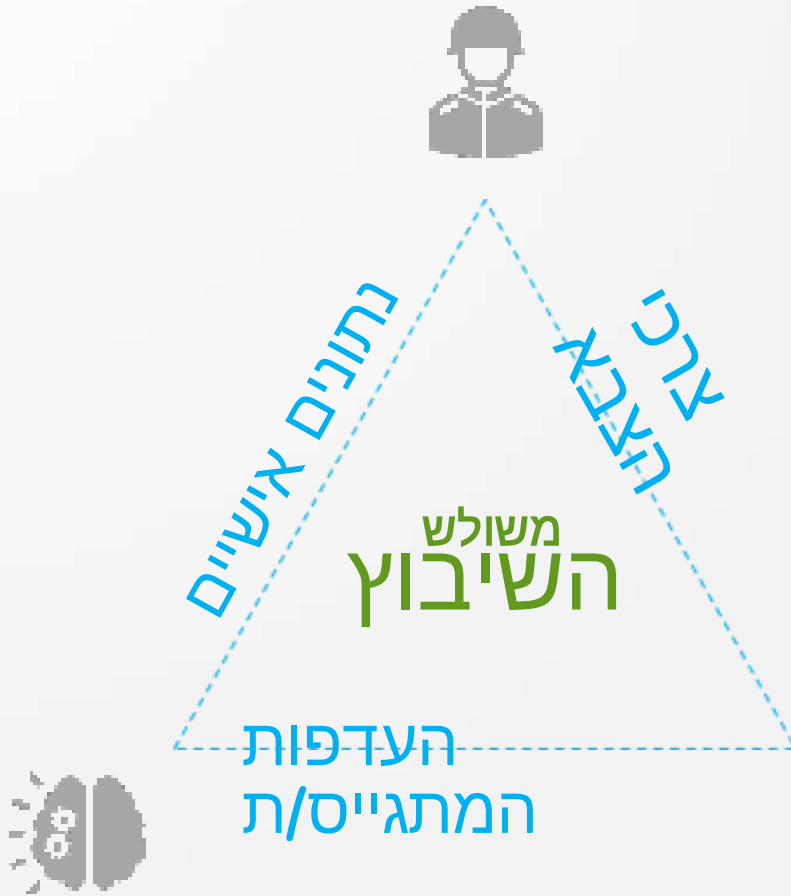 צרכי
הצבא
נתונים אישיים
משולש
השיבוץ
העדפות
המתגייס/ת